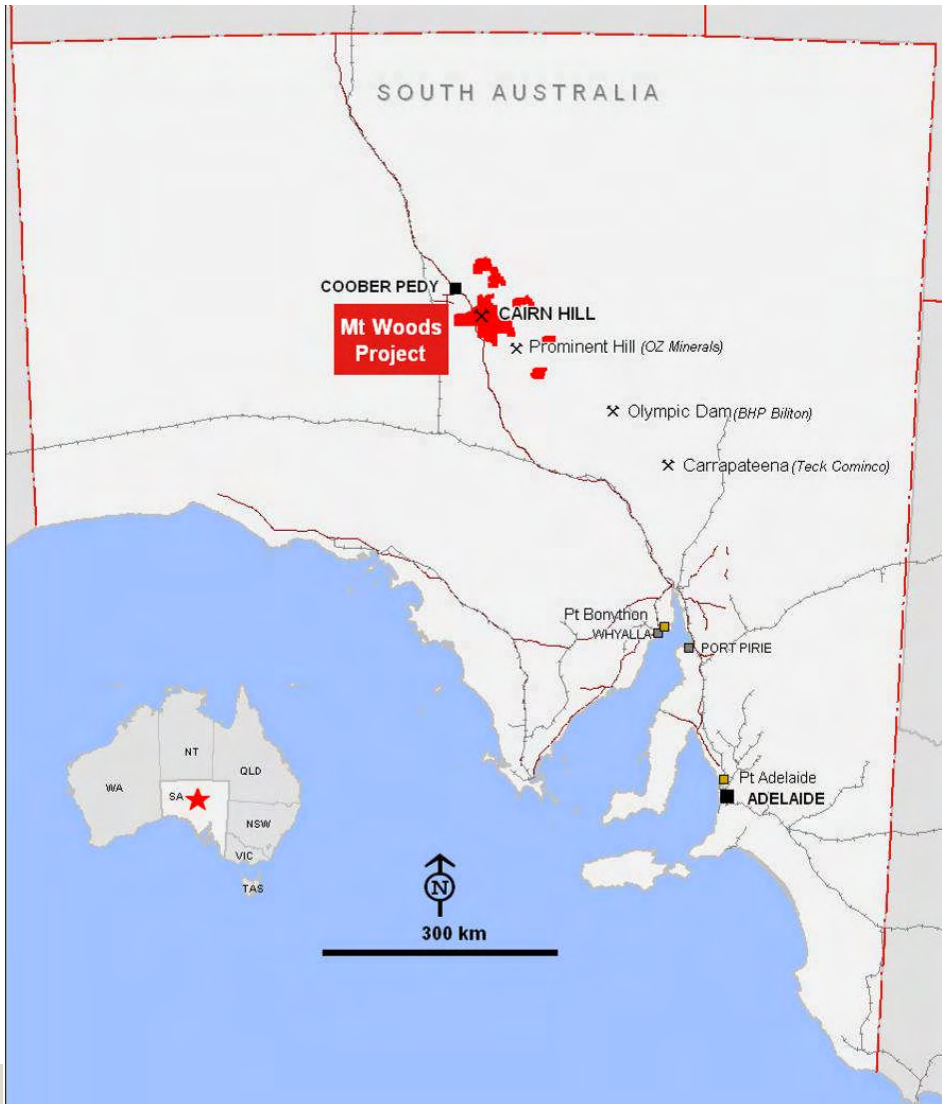 SOUTH AUSTRALIA
COOBER PEDY
CAIRN HILL
Mt Woods
Project
Prominent Hill (OZ Minerals)
Olympic Dam (BHP Biliton)
Carrapateena (Teck Cominco)
Pt Bonython
WHYALLA
PORT PIRIE
Pt Adelaide
ADELAIDE
NT
WA
QLD
SA
NSW
VIC
TAS
N
300 km